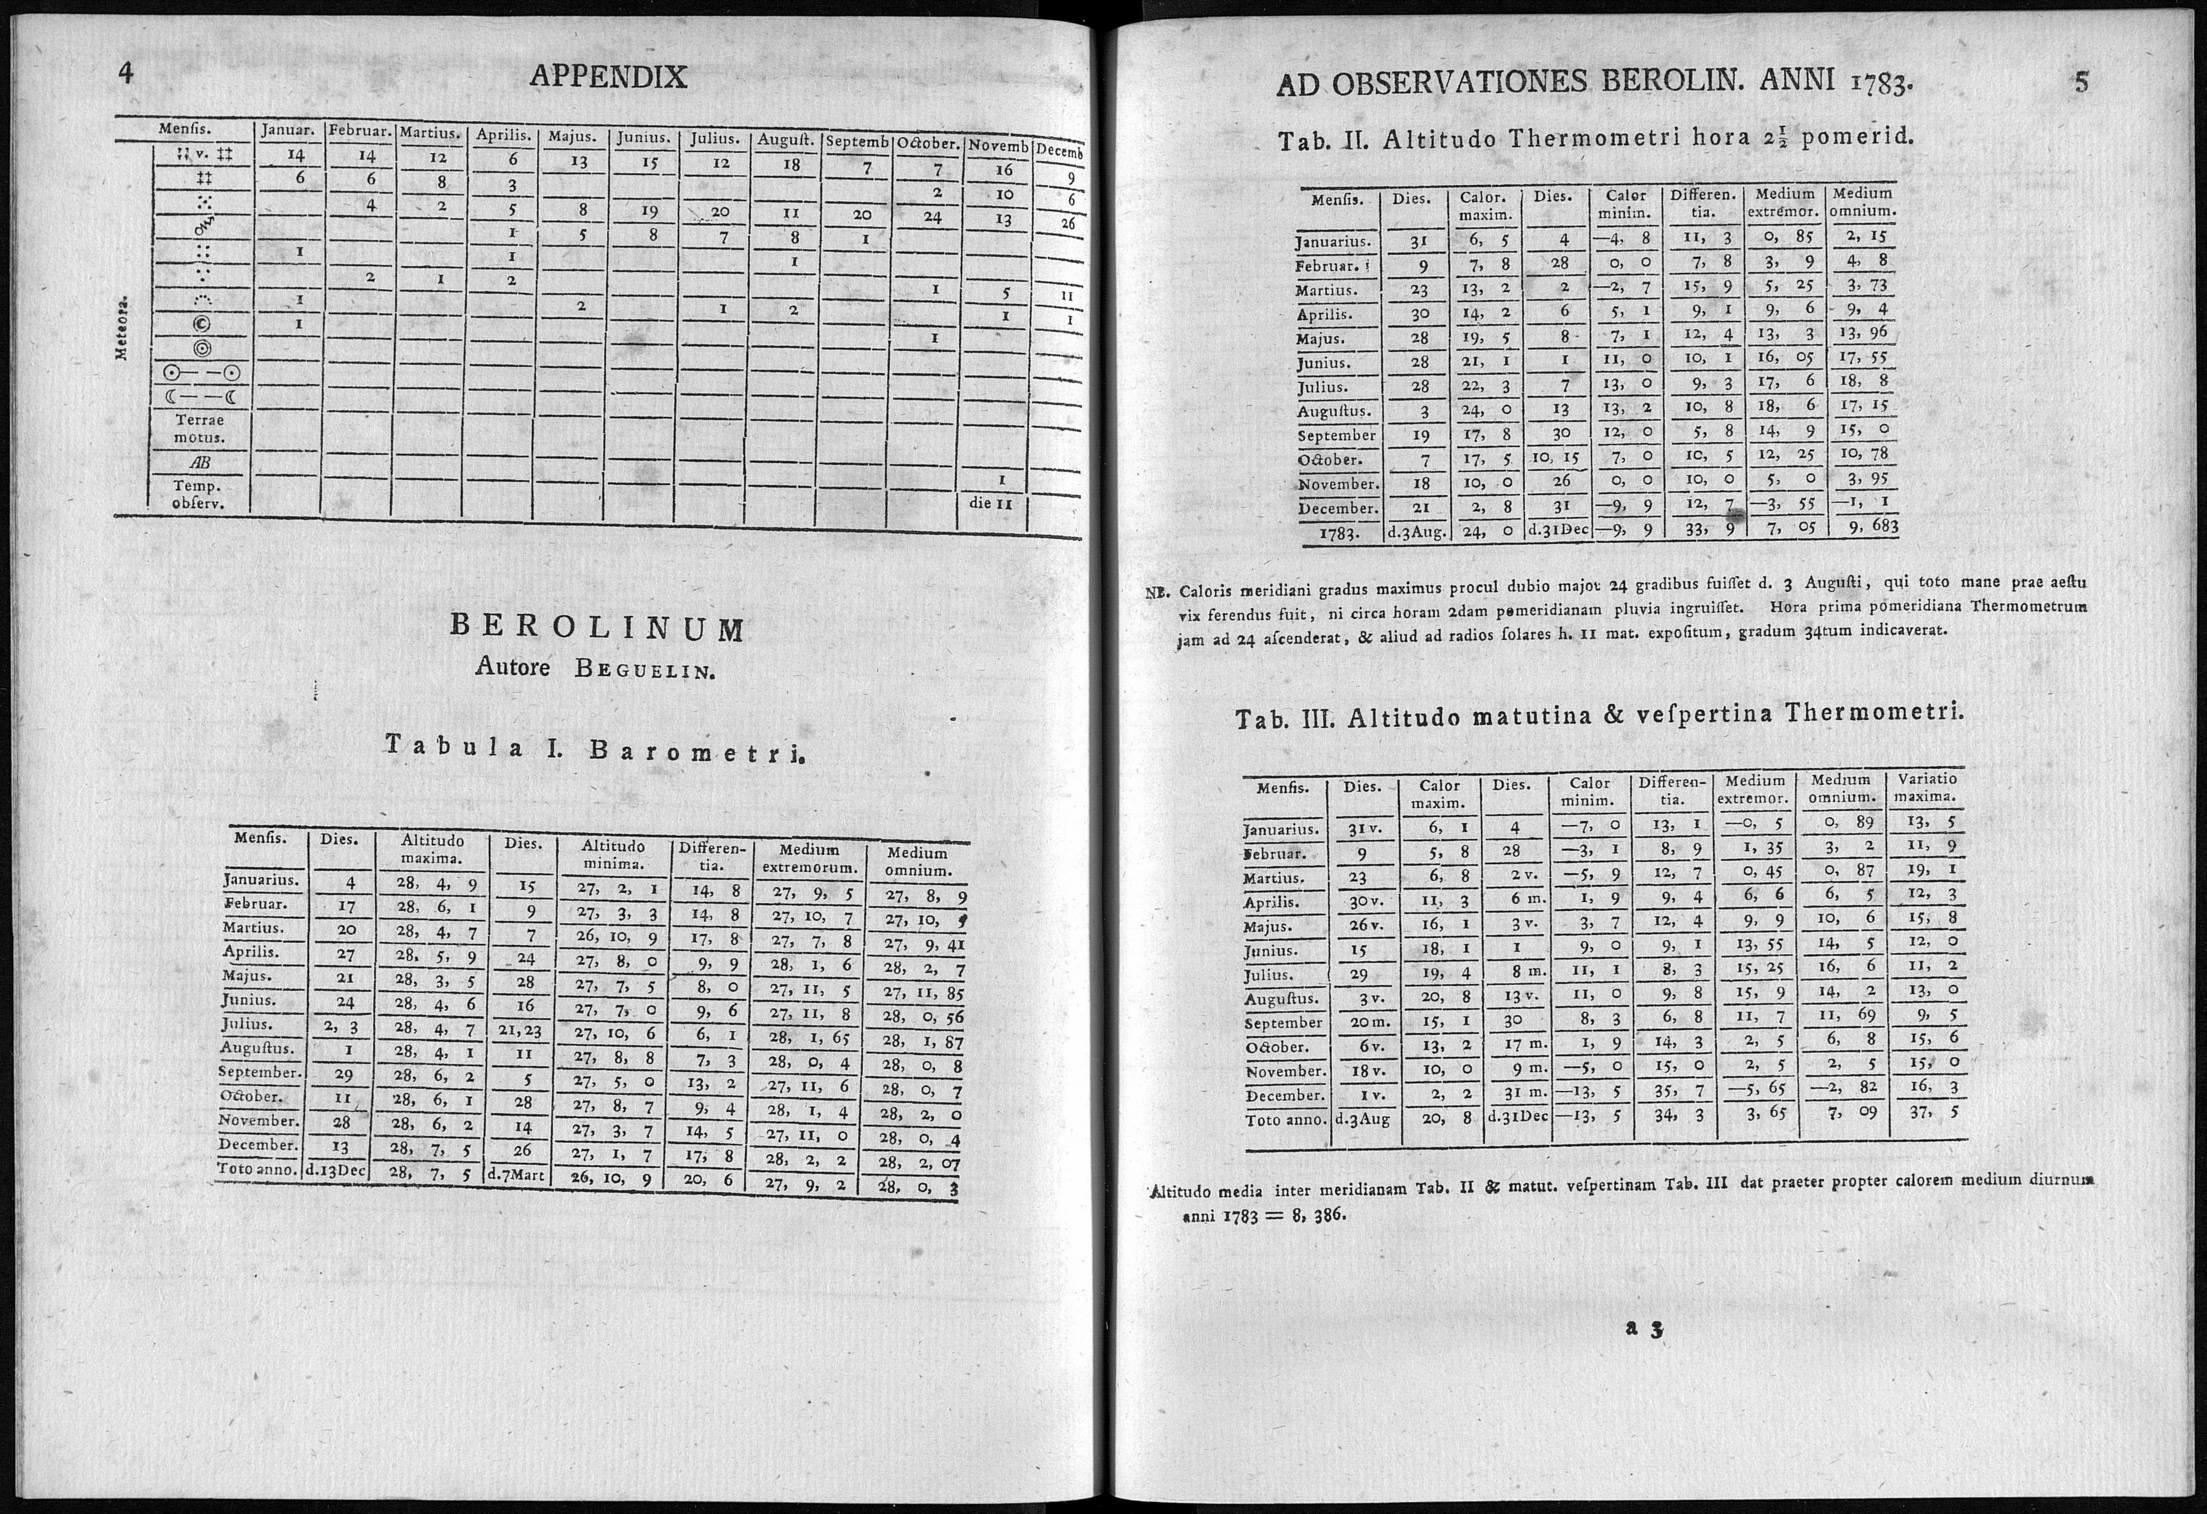 4 APPENDIX
Menſis. Januar. Februar. Martius. Aprilis. Majus. Junius. Julius. Auguſt. Septemb October. Novemb Decemb
Meteora.
v. ‡‡ 14 14 12 6 13 15 12 18 7 7 16 9
‡‡ 6 6 8 3 2 10 6
4 2 5 8 19 20 11 20 24 13 26
1 5 8 7 8 1
1 1 1
2 1 2 1 5 11
1 2 1 2 1 1
© 1
1
☉— —☉
☾— —☾
Terrae
motus.
AB
Temp. 1
obſerv. die 11
BEROLINUM
Autore BEGUELIN.
Tabula I. Barometri.
Menſis. Dies. Altitudo Dies. Altitudo Differen- Medium Medium
maxima. minima. tia. extremorum. omnium.
Januarius. 4 28, 4, 9 15 27, 2, 1 14, 8 27, 9, 5 27, 8, 9
Februar. 17 28, 6, 1 9 27, 3, 3 14, 8 27, 10, 7 27, 10, 9
Martius. 20 28, 4, 7 7 26, 10, 9 17, 8 27, 7, 8 27, 9, 41
Aprilis. 27 28, 5, 9 24 27, 8, 0 9, 9 28, 1, 6 28, 2, 7
Majus. 21 28, 3, 5 28 27, 7, 5 8, 0 27, 11, 5 27, 11, 85
Junius. 24 28, 4, 6 16 27, 7, 0 9, 6 27, 11, 8 28, 0, 56
Julius. 2, 3 28, 4, 7 21,23 27, 10, 6 6, 1 28, 1, 65 28, 1, 87
Auguſtus. 1 28, 4, 1 11 27, 8, 8 7, 3 28, 0, 4 28, 0, 8
September. 29 28, 6, 2 5 27, 5, 0 13, 2 27, 11, 6 28, 0, 7
October. 11 28, 6, 1 28 27, 8, 7 9, 4 28, 1, 4 28, 2, 0
November. 28 28, 6, 2 14 27, 3, 7 14, 5 27, 11, 0 28, 0, 4
December. 13 28, 7, 5 26 27, 1, 7 17, 8 28, 2, 2 28, 2, 07
Toto anno. d.13Dec 28, 7, 5 d.7Mart 26, 10, 9 20, 6 27, 9, 2 28, 0, 3
AD OBSERVATIONES BEROLIN. ANNI 1783. 5
Tab. II. Altitudo Thermometri hora 2½ pomerid.
Menſis. Dies. Calor. Dies. Calor Differen. Medium Medium
maxim. minim. tia. extremor. omnium.
Januarius. 31 6, 5 4 —4, 8 11, 3 0, 85 2, 15
Februar. 9 7, 8 28 0, 0 7, 8 3, 9 4, 8
Martius. 23 13, 2 2 —2, 7 15, 9 5, 25 3, 73
Aprilis. 30 14, 2 6 5, 1 9, 1 9, 6 9, 4
Majus. 28 19, 5 8 7, 1 12, 4 13, 3 13, 96
Junius. 28 21, 1 1 11, 0 10, 1 16, 05 17, 55
Julius. 28 22, 3 7 13, 0 9, 3 17, 6 18, 8
Auguſtus. 3 24, 0 13 13, 2 10, 8 18, 6 17, 15
September 19 17, 8 30 12, 0 5, 8 14, 9 15, 0
October. 7 17, 5 10, 15 7, 0 10, 5 12, 25 10, 78
November. 18 10, 0 26 0, 0 10, 0 5, 0 3, 95
December. 21 2, 8 31 —9, 9 12, 7 —3, 55 —1, 1
1783. d.3Aug. 24, 0 d.31Dec —9, 9 33, 9 7, 05 9, 683
NB. Caloris meridiani gradus maximus procul dubio major 24 gradibus fuiſſet d. 3 Auguſti, qui toto mane prae aeſtu
vix ferendus fuit, ni circa horam 2dam pomeridianam pluvia ingruiſſet. Hora prima pomeridiana Thermometrum
jam ad 24 aſcenderat, & aliud ad radios ſolares h. 11 mat. expoſitum, gradum 34tum indicaverat.
Tab. III. Altitudo matutina & veſpertina Thermometri.
Menſis. Dies. Calor Dies. Calor Differen- Medium Medium Variatio
maxim. minim. tia. extremor. omnium. maxima.
Januarius. 31 v. 6, 1 4 —7, 0 13, 1 —0, 5 0, 89 13, 5
Februar. 9 5, 8 28 —3, 1 8, 9 1, 35 3, 2 11, 9
Martius. 23 6, 8 2 v. —5, 9 12, 7 0, 45 0, 87 19, 1
Aprilis. 30 v. 11, 3 6 m. 1, 9 9, 4 6, 6 6, 5 12, 3
Majus. 26 v. 16, 1 3 v. 3, 7 12, 4 9, 9 10, 6 15, 8
Junius. 15 18, 1 1 9, 0 9, 1 13, 55 14, 5 12, 0
Julius. 29 19, 4 8 m. 11, 1 8, 3 15, 25 16, 6 11, 2
Auguſtus. 3 v. 20, 8 13 v. 11, 0 9, 8 15, 9 14, 2 13, 0
September 20 m. 15, 1 30 8, 3 6, 8 11, 7 11, 69 9, 5
October. 6 v. 13, 2 17 m. 1, 9 14, 3 2, 5 6, 8 15, 6
November. 18 v. 10, 0 9 m. —5, 0 15, 0 2, 5 2, 5 15, 0
December. 1 v. 2, 2 31 m. —13, 5 35, 7 —5, 65 —2, 82 16, 3
Toto anno. d.3Aug 20, 8 d.31Dec —13, 5 34, 3 3, 65 7, 09 37, 5
Altitudo media inter meridianam Tab. II & matut. veſpertinam Tab. III dat praeter propter calorem medium diurnum
anni 1783 = 8, 386.
a 3